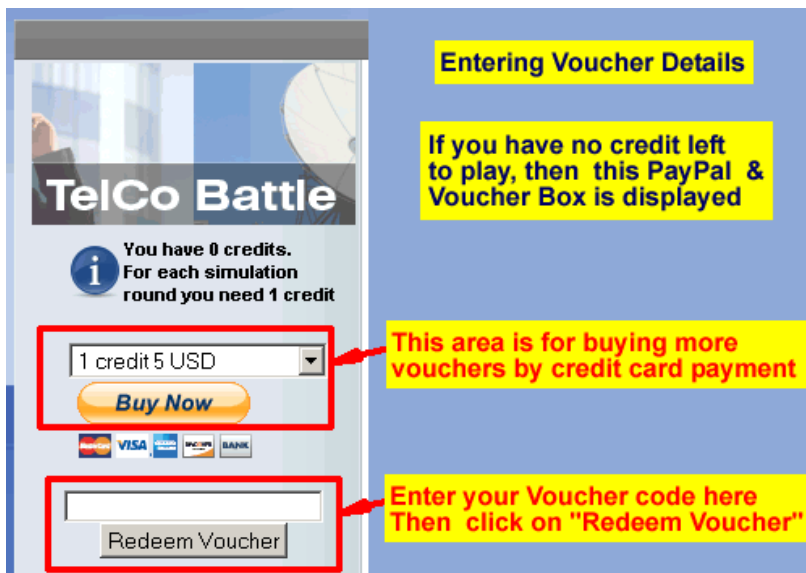 Entering Voucher Details
If you have no credit left
to play, then this PayPal &
Voucher Box is displayed
TelCo Battle
i
You have 0 credits.
For each simulation
round you need 1 credit
1 credit 5 USD
Buy Now
This area is for buying more
vouchers by credit card payment
MasterCard VISA DISCOVER BANK
Enter your Voucher code here
Then click on "Redeem Voucher"
Redeem Voucher